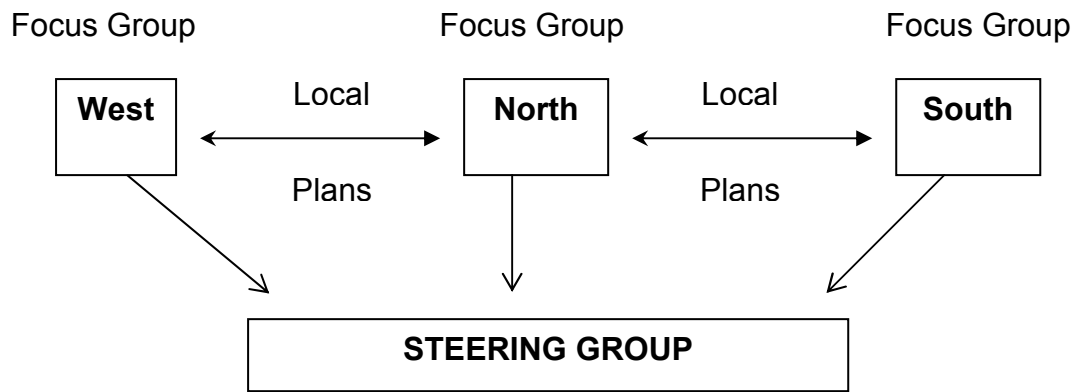 Focus Group Focus Group Focus Group
West Local North Local South
Plans Plans
STEERING GROUP